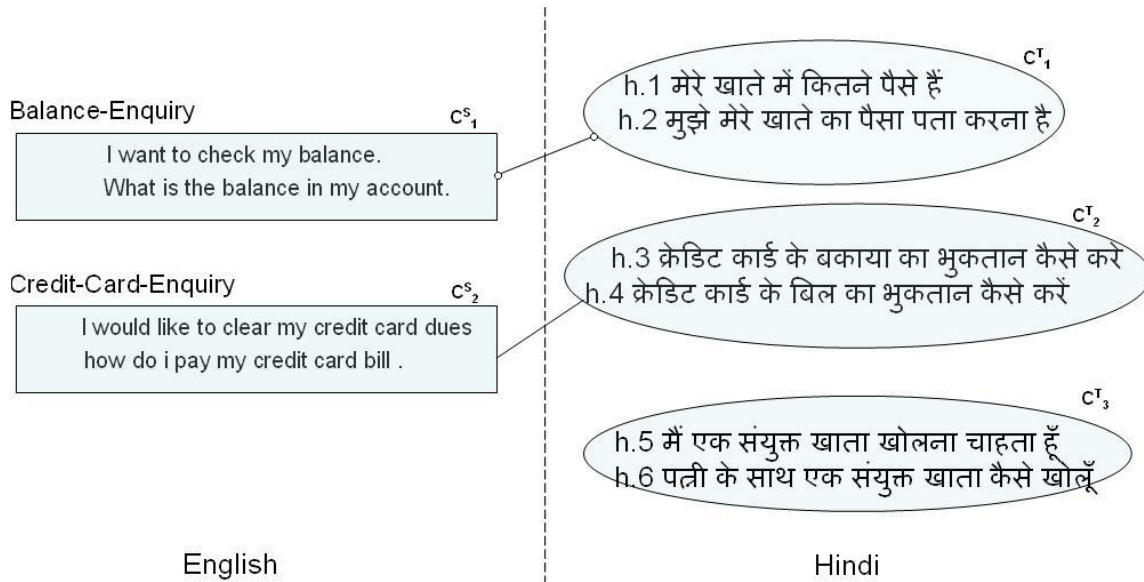 Balance-Enquiry
C^S_1
I want to check my balance.
What is the balance in my account.
Credit-Card-Enquiry
C^S_2
I would like to clear my credit card dues
how do i pay my credit card bill .
English
C^T_1
h.1 मेरे खाते में कितने पैसे हैं
h.2 मुझे मेरे खाते का पैसा पता करना है
C^T_2
h.3 क्रेडिट कार्ड के बकाया का भुकतान कैसे करे
h.4 क्रेडिट कार्ड के बिल का भुकतान कैसे करें
C^T_3
h.5 मैं एक संयुक्त खाता खोलना चाहता हूँ
h.6 पत्नी के साथ एक संयुक्त खाता कैसे खोलूँ
Hindi